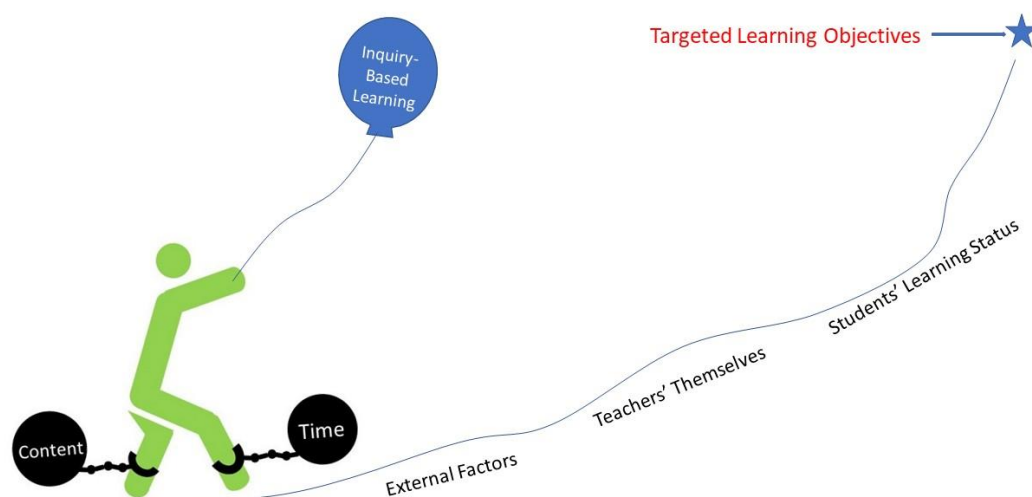 Targeted Learning Objectives
Inquiry-
Based
Learning
Content
Time
External Factors
Teachers' Themselves
Students' Learning Status